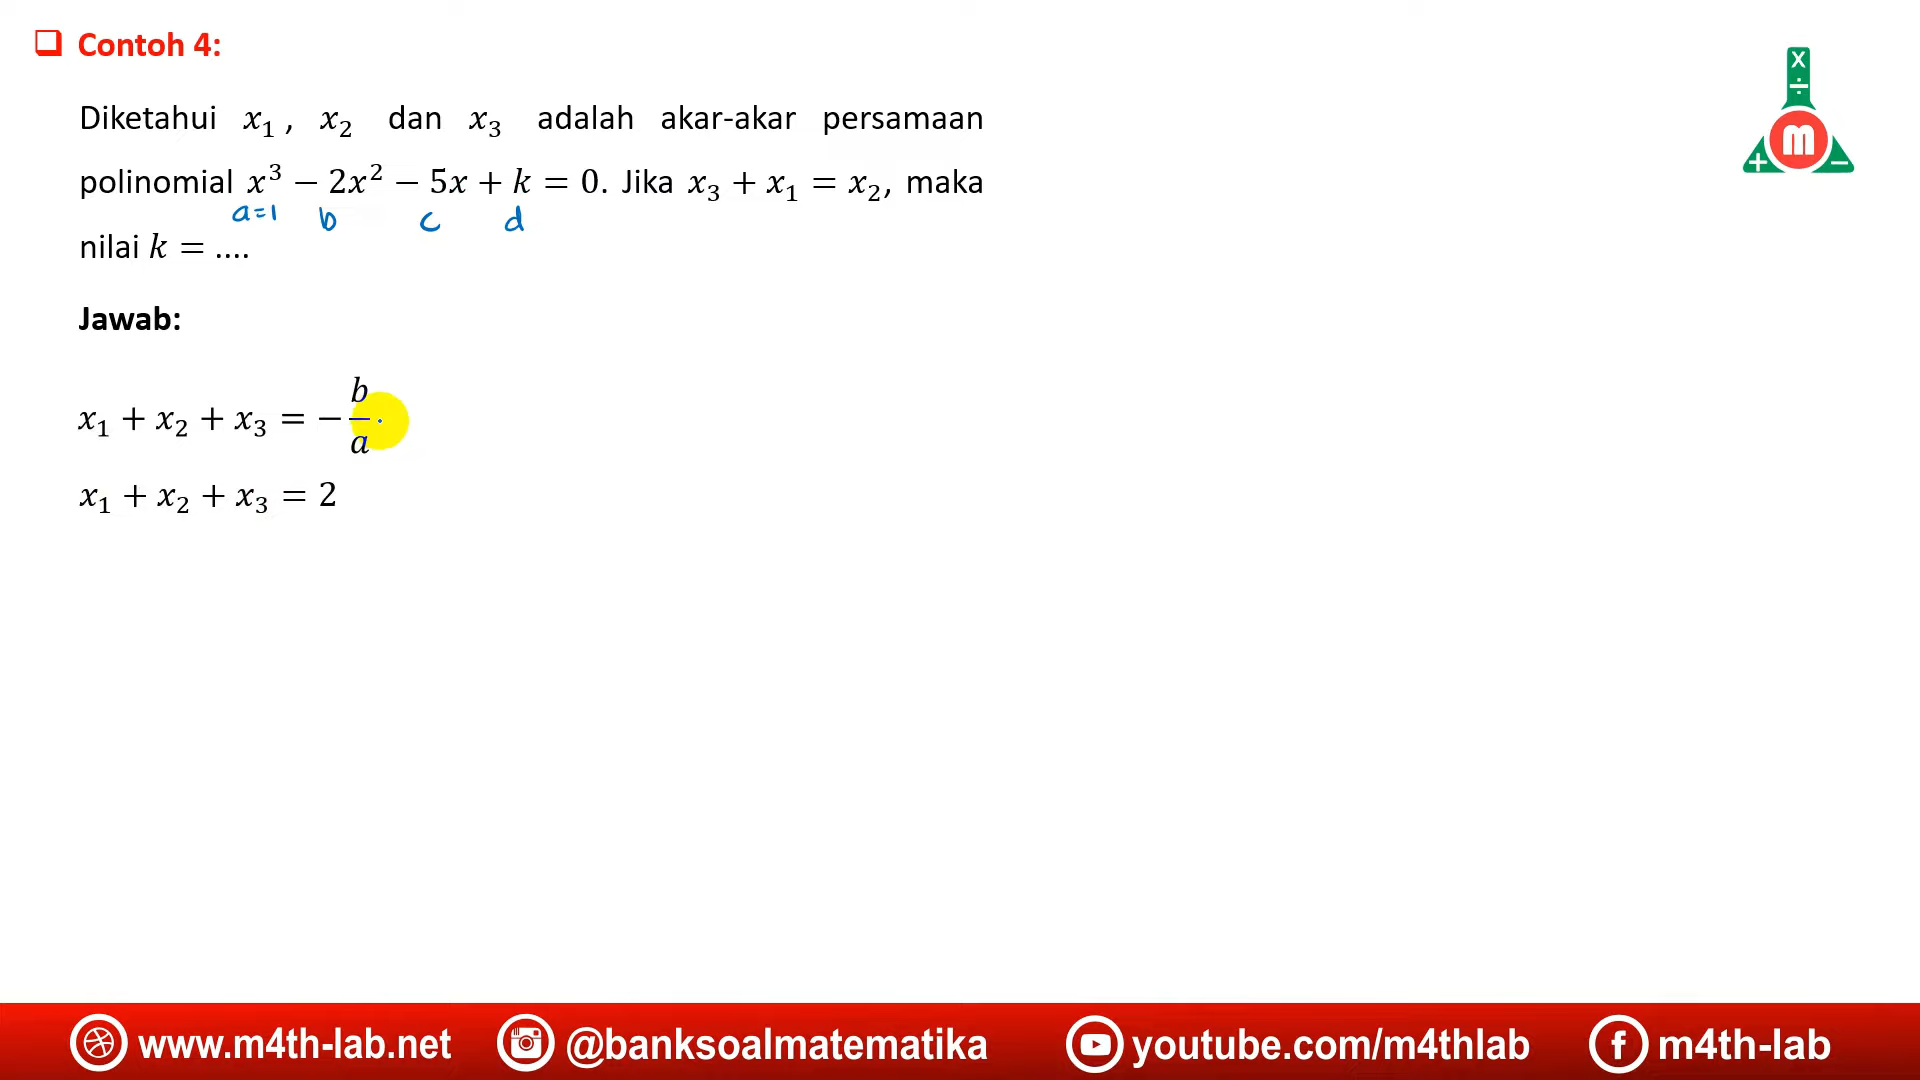 Contoh 4:
Diketahui x₁, x₂ dan x₃ adalah akar-akar persamaan
polinomial x³ − 2x² − 5x + k = 0. Jika x₃ + x₁ = x₂, maka
a=1 b c d
nilai k = ....
Jawab:
x₁ + x₂ + x₃ = − b/a
x₁ + x₂ + x₃ = 2
X ÷ m + −
www.m4th-lab.net @banksoalmatematika youtube.com/m4thlab f m4th-lab